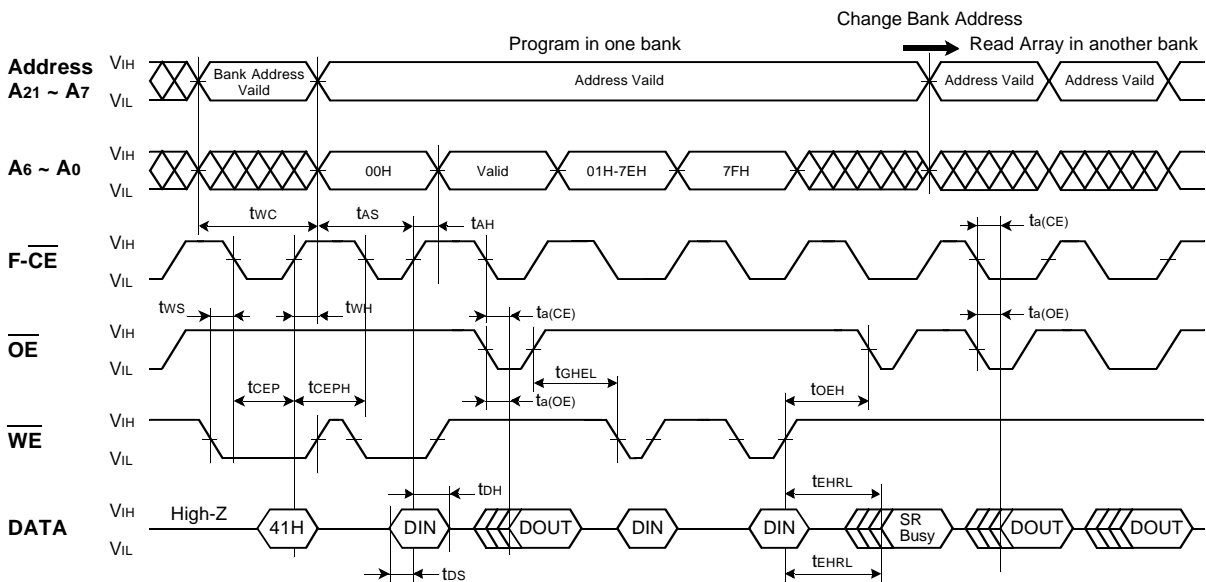 Change Bank Address
Program in one bank
Read Array in another bank
Address
A21 ~ A7
VIH
VIL
Bank Address
Vaild
Address Vaild
Address Vaild
Address Vaild
A6 ~ A0
VIH
VIL
00H
Valid
01H-7EH
7FH
tWC
tAS
tAH
ta(CE)
F-CE
VIH
VIL
tWS
tWH
ta(CE)
ta(OE)
OE
VIH
VIL
tCEP
tCEPH
tGHEL
ta(OE)
tOEH
WE
VIH
VIL
tDH
tEHRL
DATA
VIH
VIL
High-Z
41H
DIN
DOUT
DIN
DIN
SR
Busy
DOUT
DOUT
tDS
tEHRL